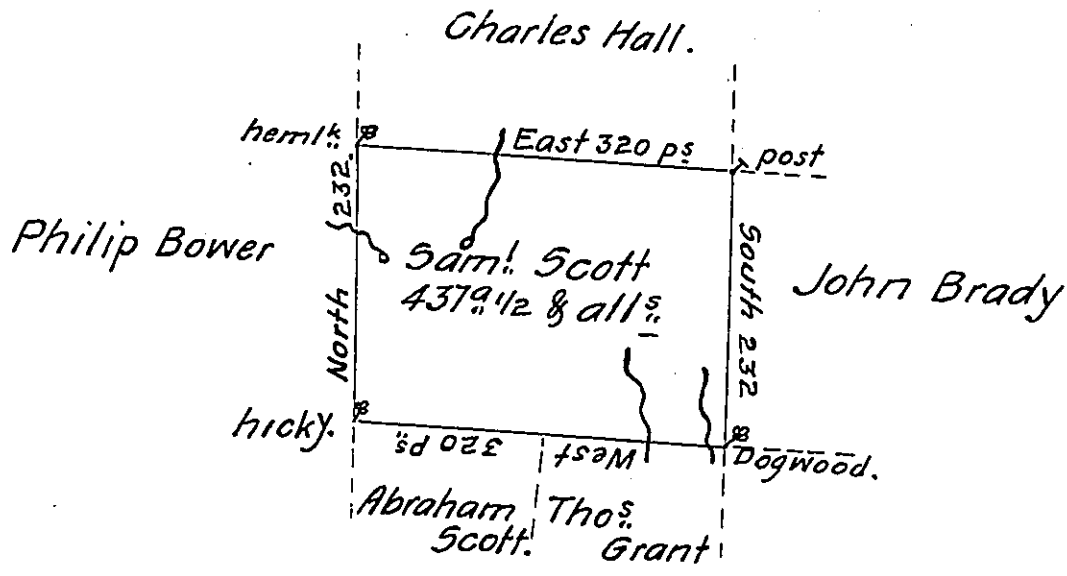 Charles Hall.
hemlk
East 320 ps
post
North 232.
Philip Bower
Saml. Scott
437a 1/2 & alls
South 232
John Brady
hicky.
West 320 ps
Dogwood.
Abraham
Scott.
Thos
Grant